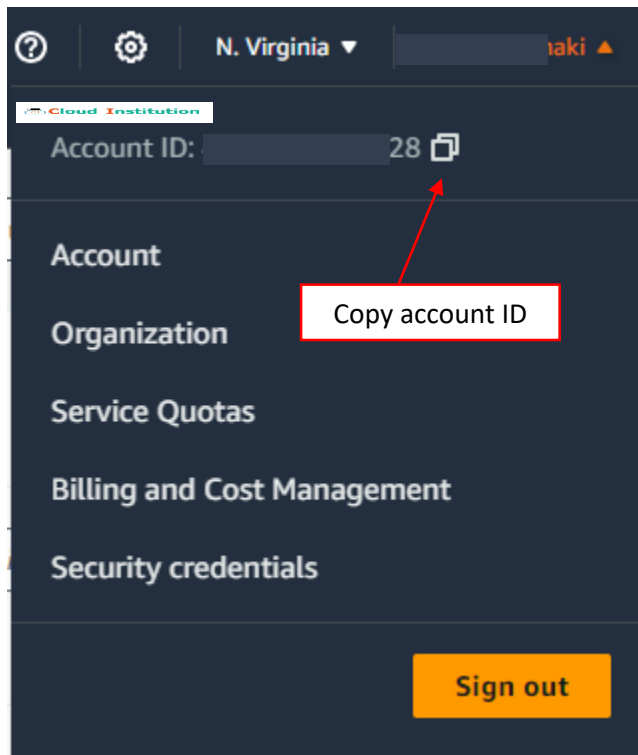 N. Virginia ▼ naki ▲
Cloud Institution
Account ID: 28
Account
Copy account ID
Organization
Service Quotas
Billing and Cost Management
Security credentials
Sign out